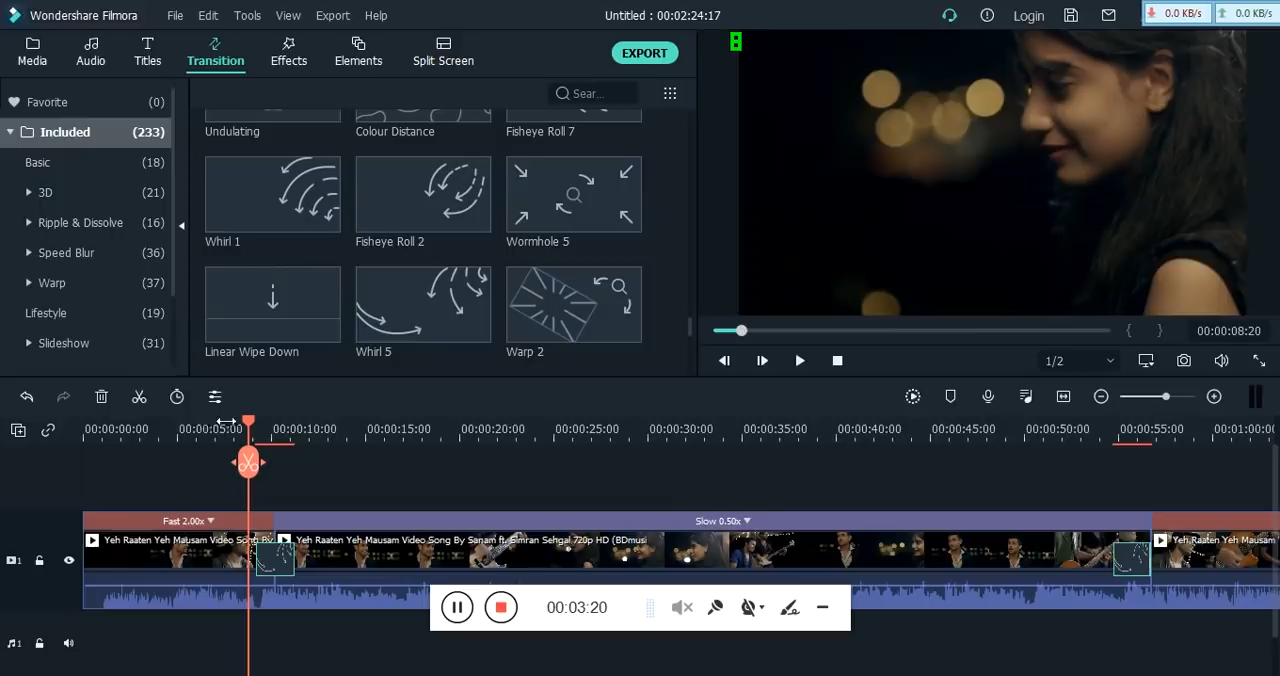 Wondershare Filmora File Edit Tools View Export Help Untitled : 00:02:24:17 Login 0.0 KB/s 0.0 KB/s
Media Audio Titles Transition Effects Elements Split Screen EXPORT
Favorite (0)
Included (233)
Basic (18)
3D (21)
Ripple & Dissolve (16)
Speed Blur (36)
Warp (37)
Lifestyle (19)
Slideshow (31)
Sear...
Undulating Colour Distance Fisheye Roll 7
Whirl 1 Fisheye Roll 2 Wormhole 5
Linear Wipe Down Whirl 5 Warp 2
8
{ } 00:00:08:20
1/2
00:00:00:00 00:00:05:00 00:00:10:00 00:00:15:00 00:00:20:00 00:00:25:00 00:00:30:00 00:00:35:00 00:00:40:00 00:00:45:00 00:00:50:00 00:00:55:00 00:01:00:0
Fast 2.00x Slow 0.50x
Yeh Raaten Yeh Mausam Video Song By Yeh Raaten Yeh Mausam Video Song By Sanam ft. Simran Sehgal 720p HD (BDmusi Yeh Raaten Yeh Mausam
1
00:03:20
1